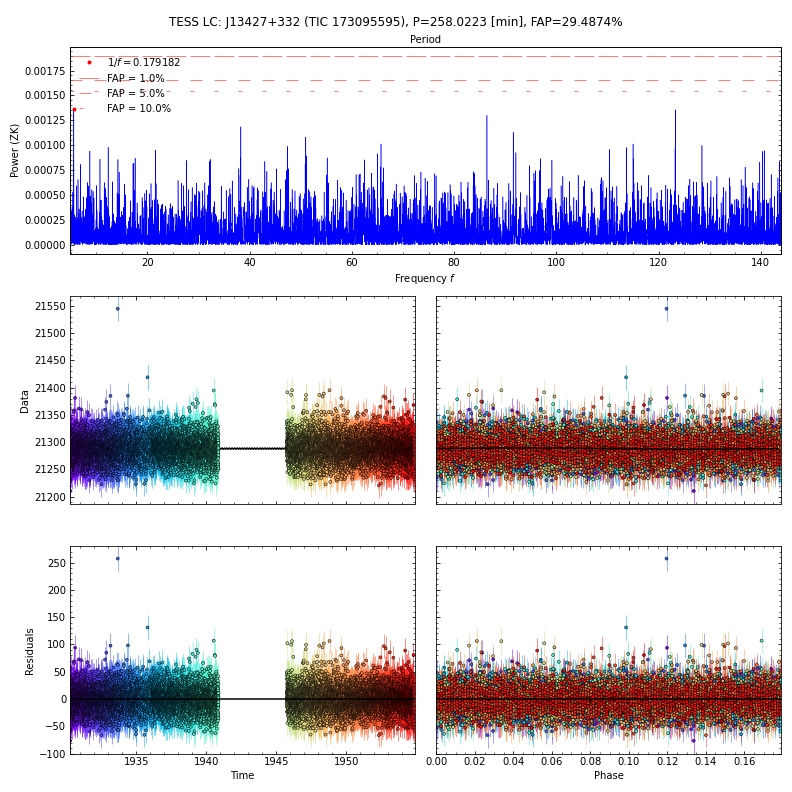 TESS LC: J13427+332 (TIC 173095595), P=258.0223 [min], FAP=29.4874%
Period
1/f = 0.179182
FAP = 1.0%
FAP = 5.0%
FAP = 10.0%
Power (ZK)
0.00175
0.00150
0.00125
0.00100
0.00075
0.00050
0.00025
0.00000
20 40 60 80 100 120 140
Frequency f
Data
21550
21500
21450
21400
21350
21300
21250
21200
Residuals
250
200
150
100
50
0
−50
−100
1935 1940 1945 1950
Time
0.00 0.02 0.04 0.06 0.08 0.10 0.12 0.14 0.16
Phase